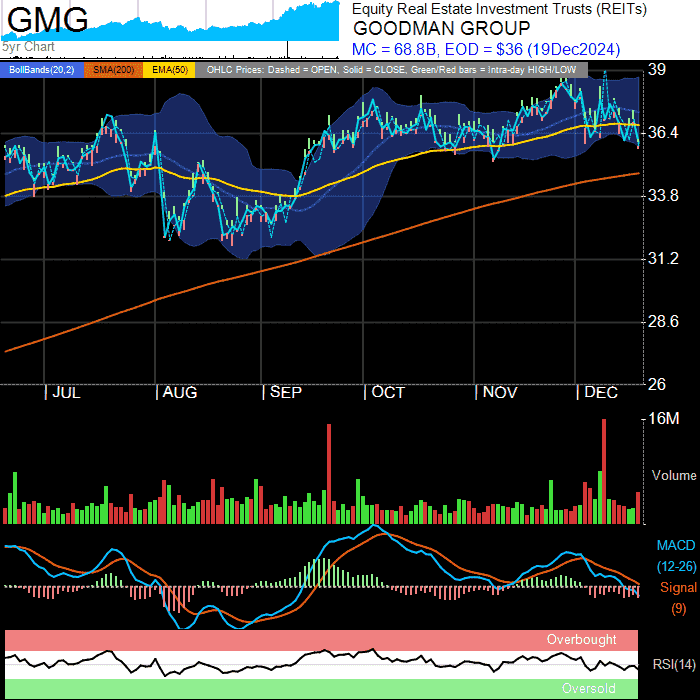 GMG
5yr Chart
Equity Real Estate Investment Trusts (REITs)
GOODMAN GROUP
MC = 68.8B, EOD = $36 (19Dec2024)
BollBands(20,2) SMA(200) EMA(50) OHLC Prices: Dashed = OPEN, Solid = CLOSE, Green/Red bars = Intra-day HIGH/LOW
39
36.4
33.8
31.2
28.6
26
| JUL | AUG | SEP | OCT | NOV | DEC
16M
Volume
MACD
(12-26)
Signal
(9)
Overbought
RSI(14)
Oversold